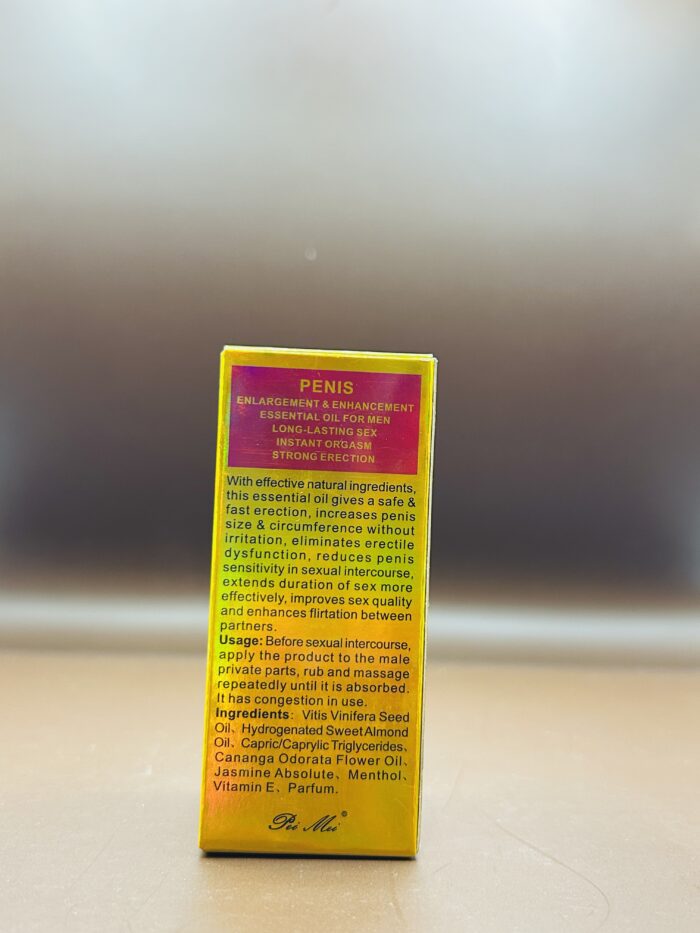 PENIS
ENLARGEMENT & ENHANCEMENT
ESSENTIAL OIL FOR MEN
LONG-LASTING SEX
INSTANT ORGASM
STRONG ERECTION
With effective natural ingredients,
this essential oil gives a safe &
fast erection, increases penis
size & circumference without
irritation, eliminates erectile
dysfunction, reduces penis
sensitivity in sexual intercourse,
extends duration of sex more
effectively, improves sex quality
and enhances flirtation between
partners.
Usage: Before sexual intercourse,
apply the product to the male
private parts, rub and massage
repeatedly until it is absorbed.
It has congestion in use.
Ingredients: Vitis Vinifera Seed
Oil、Hydrogenated Sweet Almond
Oil、Capric/Caprylic Triglycerides、
Cananga Odorata Flower Oil、
Jasmine Absolute、Menthol、
Vitamin E、Parfum.
Pei Mei ©